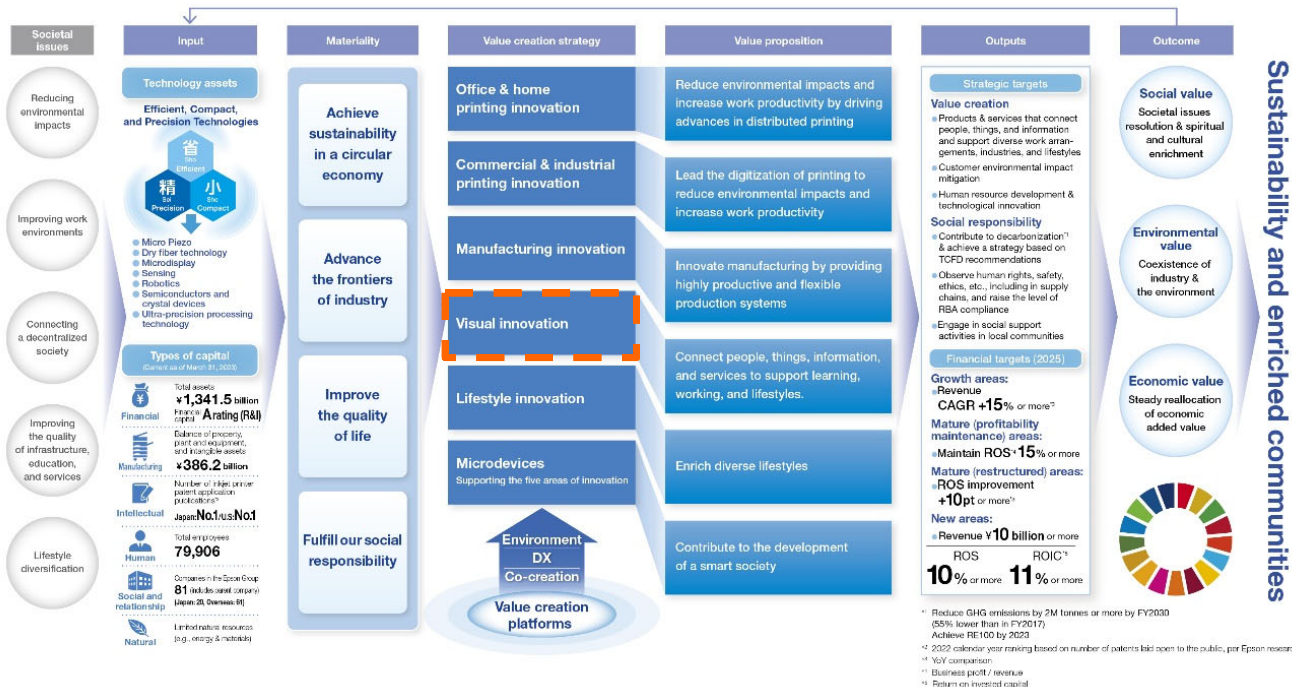 Societal
issues
Input
Materiality
Value creation strategy
Value proposition
Outputs
Outcome
Reducing
environmental
impacts
Improving work
environments
Connecting
a decentralized
society
Improving
the quality
of infrastructure,
education,
and services
Lifestyle
diversification
Technology assets
Efficient, Compact,
and Precision Technologies
省
Sho
Efficient
精
Sei
Precision
小
Sho
Compact
Micro Piezo
Dry fiber technology
Microdisplay
Sensing
Robotics
Semiconductors and
crystal devices
Ultra-precision processing
technology
Types of capital
(Current as of March 31, 2023)
Financial
Total assets
¥1,341.5 billion
Financial
capital A rating (R&I)
Manufacturing
Balance of property,
plant and equipment,
and intangible assets
¥386.2 billion
Intellectual
Number of inkjet printer
patent application
publications*²
Japan: No.1/U.S: No.1
Human
Total employees
79,906
Social and
relationship
Companies in the Epson Group
81 (includes parent company)
(Japan: 20, Overseas: 61)
Natural
Limited natural resources
(e.g., energy & materials)
Achieve
sustainability
in a circular
economy
Advance
the frontiers
of industry
Improve
the quality
of life
Fulfill our social
responsibility
Office & home
printing innovation
Commercial & industrial
printing innovation
Manufacturing innovation
Visual innovation
Lifestyle innovation
Microdevices
Supporting the five areas of innovation
Environment
DX
Co-creation
Value creation
platforms
Reduce environmental impacts and
increase work productivity by driving
advances in distributed printing
Lead the digitization of printing to
reduce environmental impacts and
increase work productivity
Innovate manufacturing by providing
highly productive and flexible
production systems
Connect people, things, information,
and services to support learning,
working, and lifestyles.
Enrich diverse lifestyles
Contribute to the development
of a smart society
Strategic targets
Value creation
Products & services that connect
people, things, and information
and support diverse work arran-
gements, industries, and lifestyles
Customer environmental impact
mitigation
Human resource development &
technological innovation
Social responsibility
Contribute to decarbonization*¹
& achieve a strategy based on
TCFD recommendations
Observe human rights, safety,
ethics, etc., including in supply
chains, and raise the level of
RBA compliance
Engage in social support
activities in local communities
Financial targets (2025)
Growth areas:
Revenue
CAGR +15% or more
Mature (profitability
maintenance) areas:
Maintain ROS 15% or more
Mature (restructured) areas:
ROS improvement
+10pt or more
New areas:
Revenue ¥10 billion or more
ROS
10% or more
ROIC
11% or more
Social value
Societal issues
resolution & spiritual
and cultural
enrichment
Environmental
value
Coexistence of
industry &
the environment
Economic value
Steady reallocation
of economic
added value
Sustainability and enriched communities
*¹ Reduce GHG emissions by 2M tonnes or more by FY2030
(55% lower than in FY2017)
Achieve RE100 by 2023
2022 calendar year ranking based on number of patents laid open to the public, per Epson resear
YoY comparison
Business profit / revenue
Return on invested capital